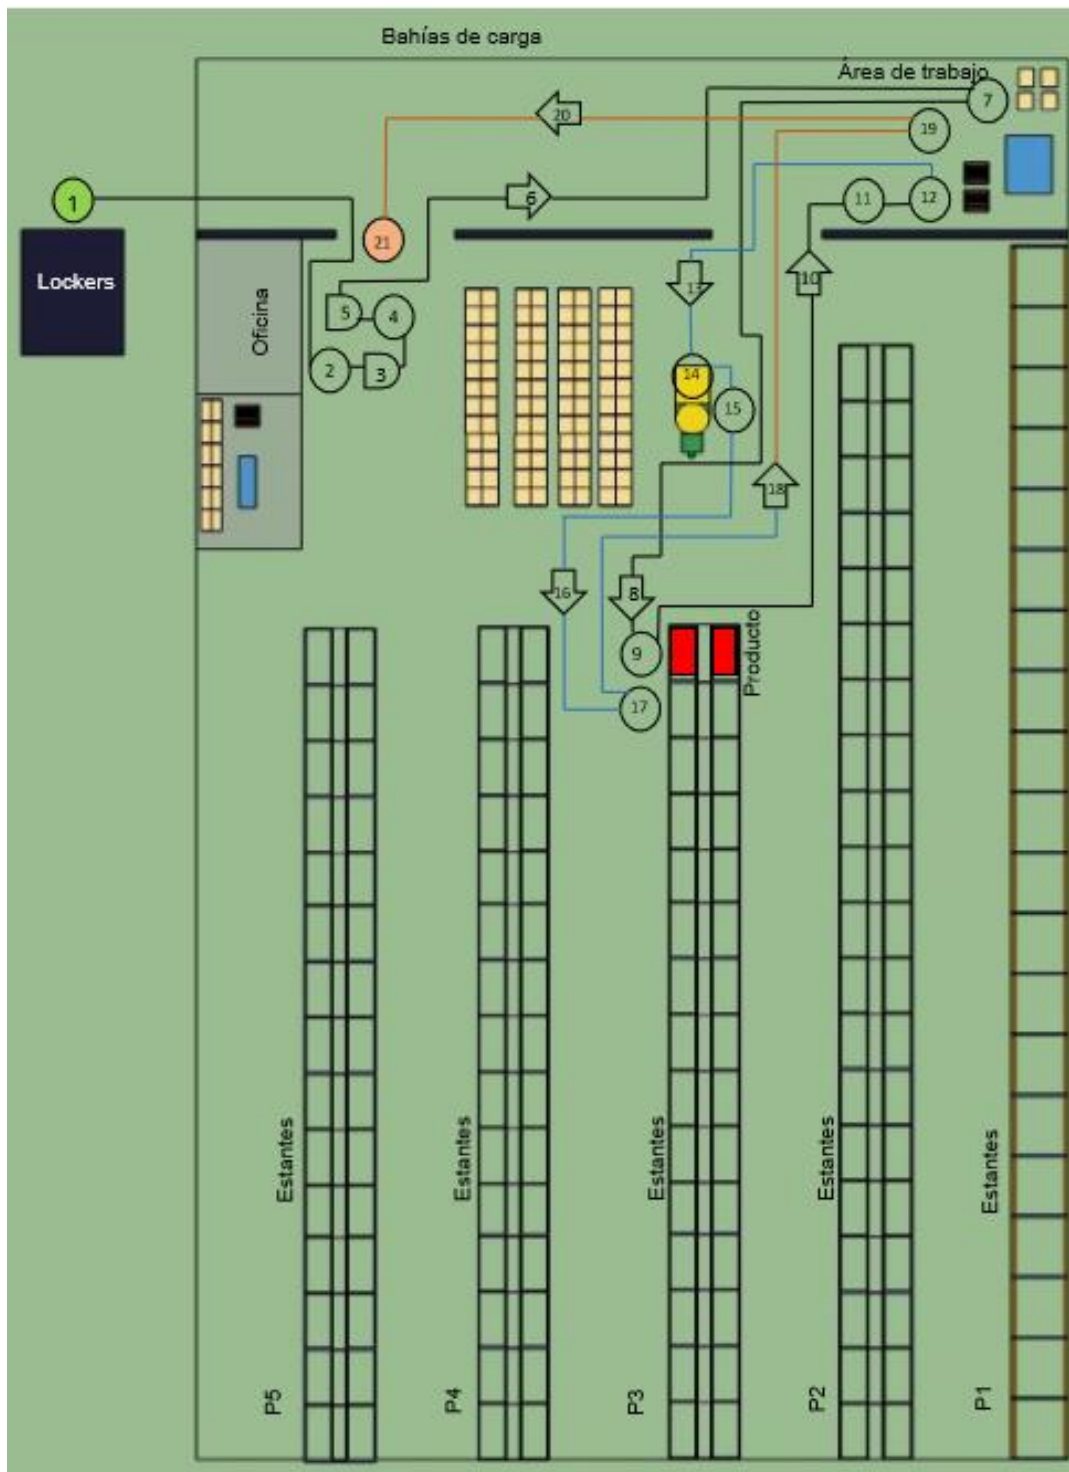 Bahías de carga
Área de trabajo
7
20
19
1
6
11
12
21
Lockers
10
13
5
4
Oficina
2
3
14
15
18
16
8
9
Producto
17
Estantes
Estantes
Estantes
Estantes
Estantes
P5
P4
P3
P2
P1